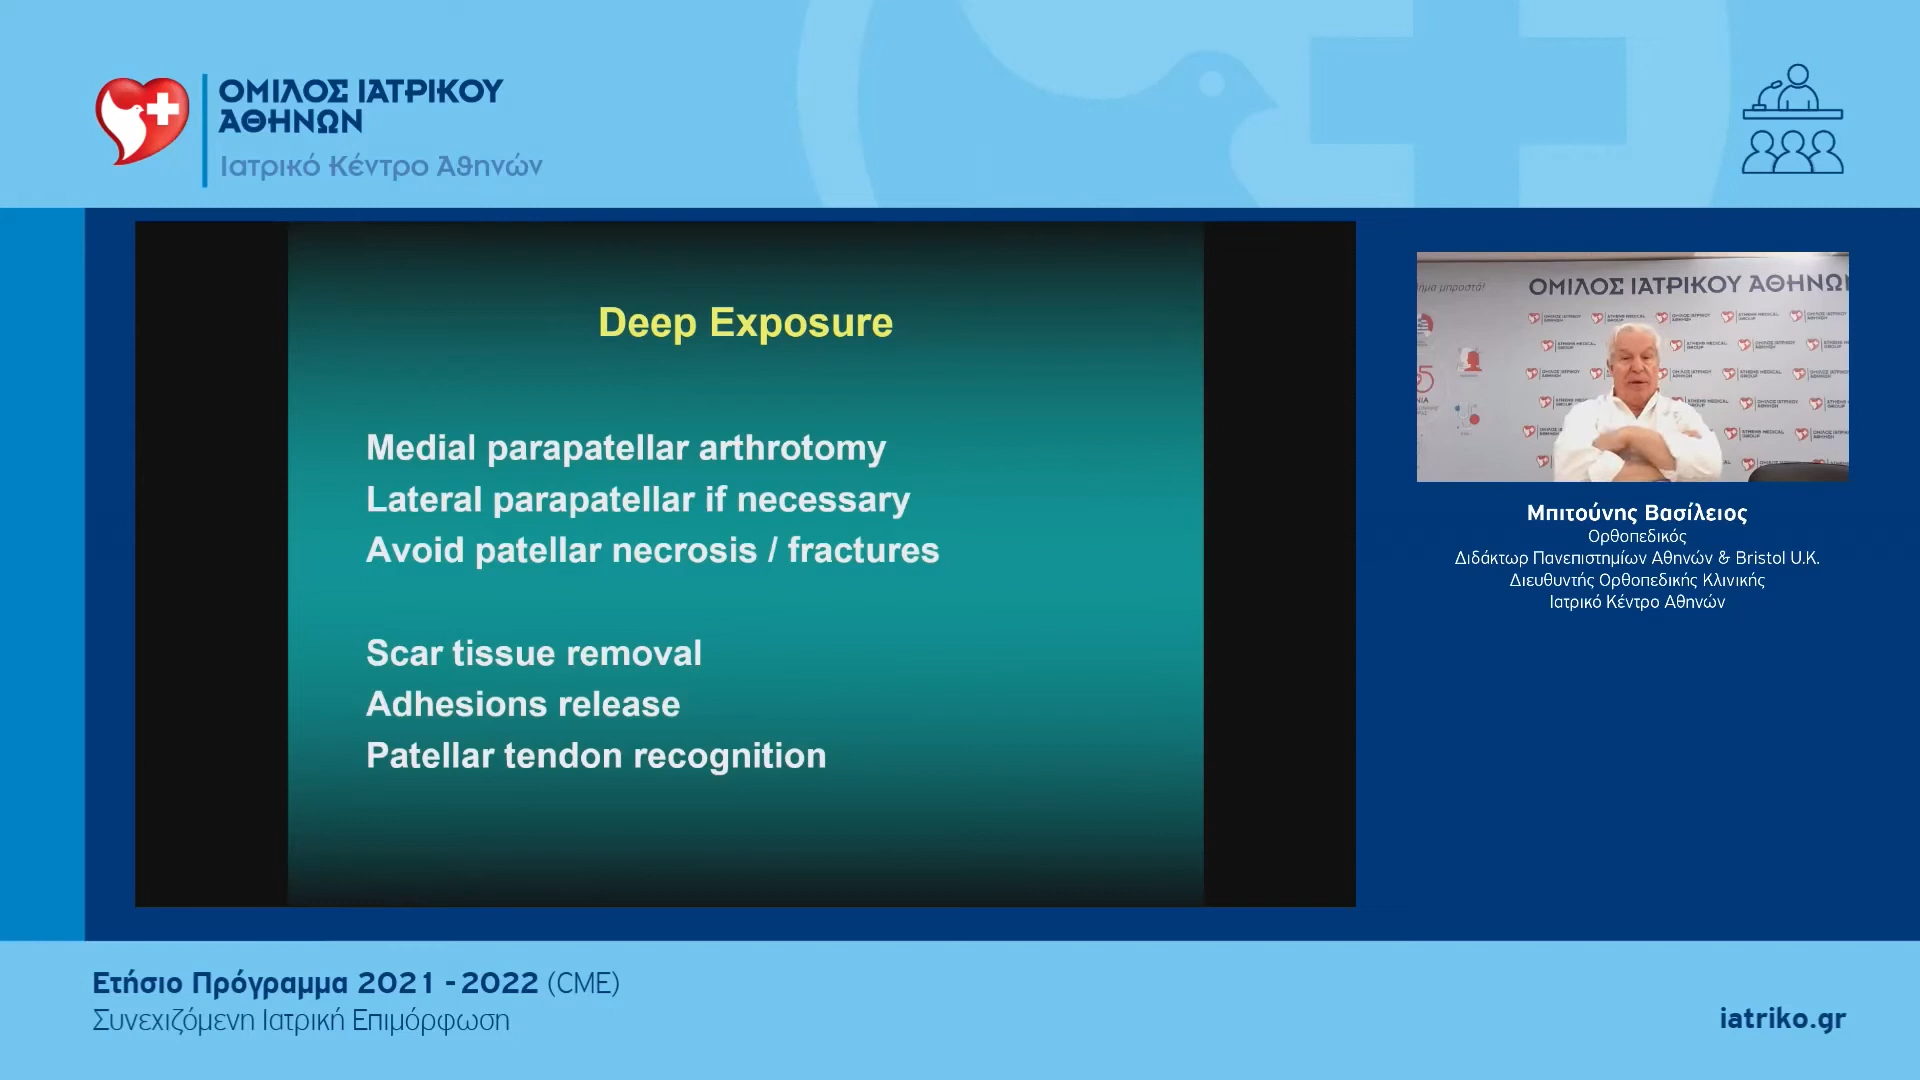 ΟΜΙΛΟΣ ΙΑΤΡΙΚΟΥ
ΑΘΗΝΩΝ
Ιατρικό Κέντρο Αθηνών
Deep Exposure
Medial parapatellar arthrotomy
Lateral parapatellar if necessary
Avoid patellar necrosis / fractures
Scar tissue removal
Adhesions release
Patellar tendon recognition
μπροστά!
ΟΜΙΛΟΣ ΙΑΤΡΙΚΟΥ ΑΘΗΝΩΝ
Μπιτούνης Βασίλειος
Ορθοπεδικός
Διδάκτωρ Πανεπιστημίων Αθηνών & Bristol U.K.
Διευθυντής Ορθοπεδικής Κλινικής
Ιατρικό Κέντρο Αθηνών
Ετήσιο Πρόγραμμα 2021 - 2022 (CME)
Συνεχιζόμενη Ιατρική Επιμόρφωση
iatriko.gr